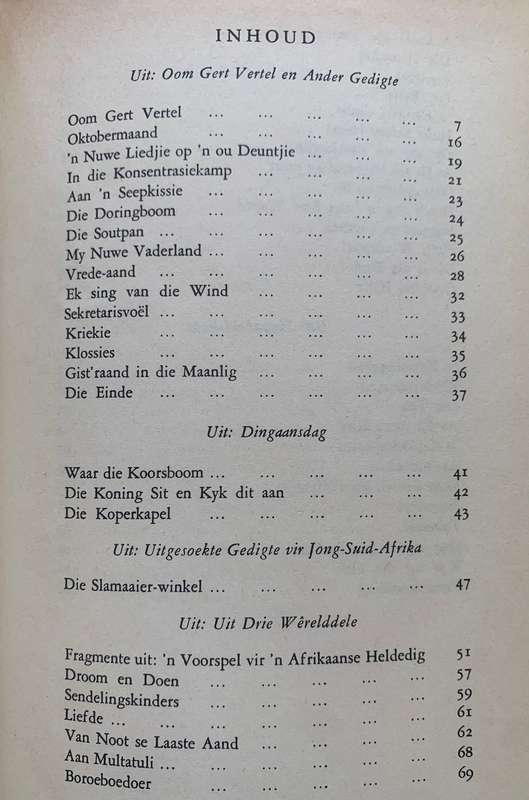 INHOUD
Uit: Oom Gert Vertel en Ander Gedigte
Oom Gert Vertel ... ... ... ... ... 7
Oktobermaand ... ... ... ... ... 16
'n Nuwe Liedjie op 'n ou Deuntjie ... ... ... 19
In die Konsentrasiekamp ... ... ... ... 21
Aan 'n Seepkissie ... ... ... ... ... 23
Die Doringboom ... ... ... ... ... 24
Die Soutpan ... ... ... ... ... ... 25
My Nuwe Vaderland ... ... ... ... ... 26
Vrede-aand ... ... ... ... ... ... 28
Ek sing van die Wind ... ... ... ... 32
Sekretarisvoël ... ... ... ... ... ... 33
Kriekie ... ... ... ... ... ... 34
Klossies ... ... ... ... ... ... 35
Gist'raand in die Maanlig ... ... ... ... 36
Die Einde ... ... ... ... ... ... 37
Uit: Dingaansdag
Waar die Koorsboom ... ... ... ... ... 41
Die Koning Sit en Kyk dit aan ... ... ... 42
Die Koperkapel ... ... ... ... ... 43
Uit: Uitgesoekte Gedigte vir Jong-Suid-Afrika
Die Slamaaier-winkel ... ... ... ... ... 47
Uit: Uit Drie Wêrelddele
Fragmente uit: 'n Voorspel vir 'n Afrikaanse Heldedig 51
Droom en Doen ... ... ... ... ... 57
Sendelingskinders ... ... ... ... ... 59
Liefde ... ... ... ... ... ... ... 61
Van Noot se Laaste Aand ... ... ... ... 62
Aan Multatuli ... ... ... ... ... ... 68
Boroeboedoer ... ... ... ... ... 69